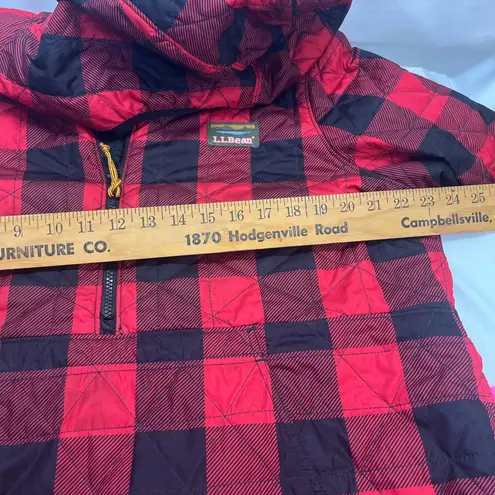 L.L.Bean
9 10 11 12 13 14 15 16 17 18 19 20 21 22 23 24 25
URNITURE CO. 1870 Hodgenville Road Campbellsville,